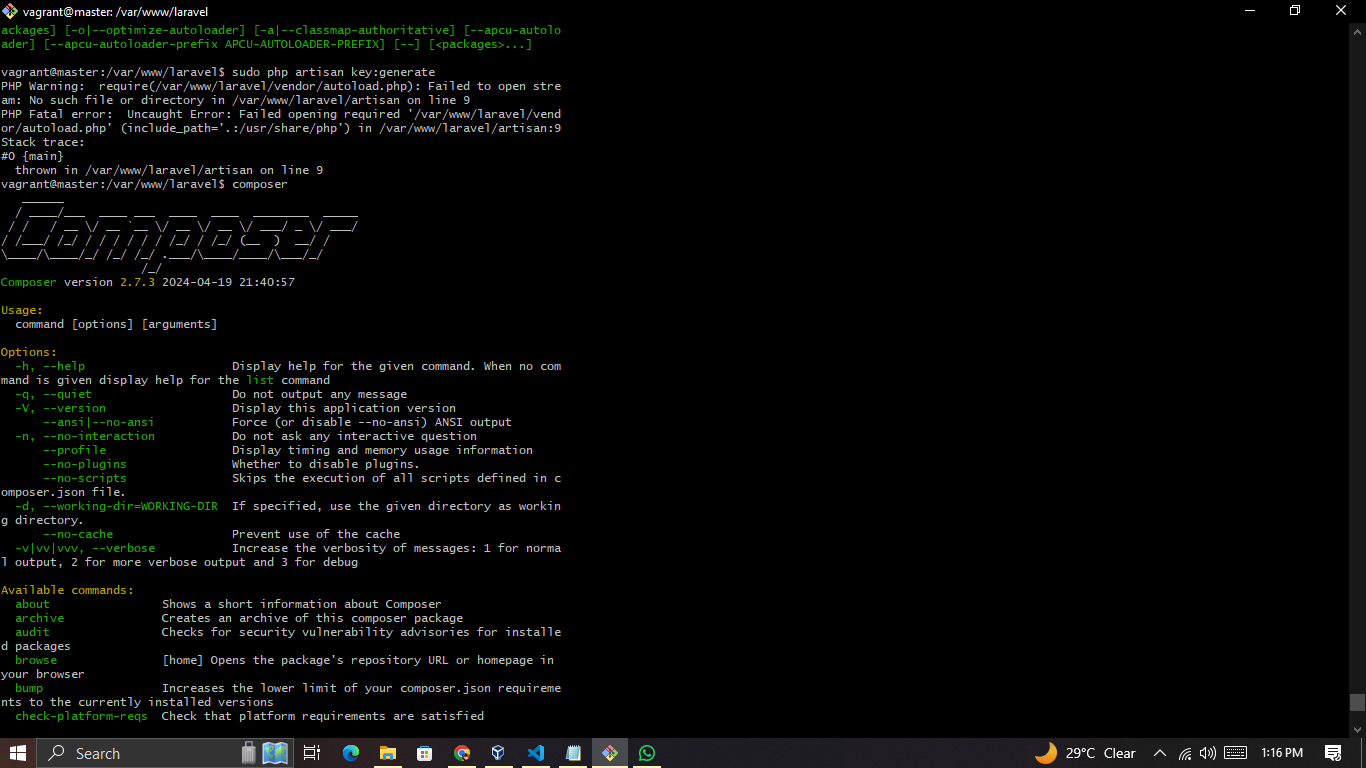 vagrant@master: /var/www/laravel
ackages] [-o|--optimize-autoloader] [-a|--classmap-authoritative] [--apcu-autolo
ader] [--apcu-autoloader-prefix APCU-AUTOLOADER-PREFIX] [--] [<packages>...]
vagrant@master:/var/www/laravel$ sudo php artisan key:generate
PHP Warning:  require(/var/www/laravel/vendor/autoload.php): Failed to open stre
am: No such file or directory in /var/www/laravel/artisan on line 9
PHP Fatal error:  Uncaught Error: Failed opening required '/var/www/laravel/vend
or/autoload.php' (include_path='.:/usr/share/php') in /var/www/laravel/artisan:9
Stack trace:
#0 {main}
  thrown in /var/www/laravel/artisan on line 9
vagrant@master:/var/www/laravel$ composer
Composer
Composer version 2.7.3 2024-04-19 21:40:57
Usage:
  command [options] [arguments]
Options:
  -h, --help                     Display help for the given command. When no com
mand is given display help for the list command
  -q, --quiet                    Do not output any message
  -V, --version                  Display this application version
      --ansi|--no-ansi           Force (or disable --no-ansi) ANSI output
  -n, --no-interaction           Do not ask any interactive question
      --profile                  Display timing and memory usage information
      --no-plugins               Whether to disable plugins.
      --no-scripts               Skips the execution of all scripts defined in c
omposer.json file.
  -d, --working-dir=WORKING-DIR  If specified, use the given directory as workin
g directory.
      --no-cache                 Prevent use of the cache
  -v|vv|vvv, --verbose           Increase the verbosity of messages: 1 for norma
l output, 2 for more verbose output and 3 for debug
Available commands:
  about                Shows a short information about Composer
  archive              Creates an archive of this composer package
  audit                Checks for security vulnerability advisories for installe
d packages
  browse               [home] Opens the package's repository URL or homepage in
your browser
  bump                 Increases the lower limit of your composer.json requireme
nts to the currently installed versions
  check-platform-reqs  Check that platform requirements are satisfied
Search
29°C Clear
1:16 PM